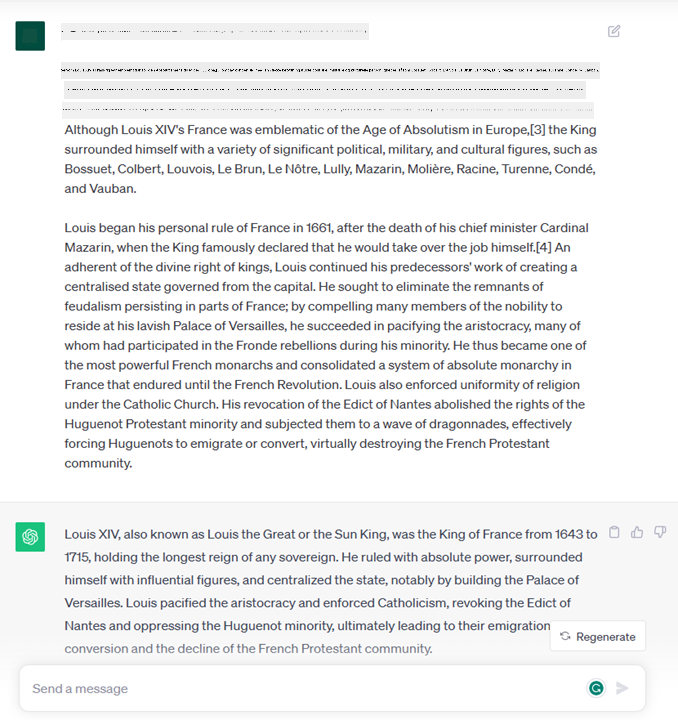 Although Louis XIV's France was emblematic of the Age of Absolutism in Europe,[3] the King
surrounded himself with a variety of significant political, military, and cultural figures, such as
Bossuet, Colbert, Louvois, Le Brun, Le Nôtre, Lully, Mazarin, Molière, Racine, Turenne, Condé,
and Vauban.
Louis began his personal rule of France in 1661, after the death of his chief minister Cardinal
Mazarin, when the King famously declared that he would take over the job himself.[4] An
adherent of the divine right of kings, Louis continued his predecessors' work of creating a
centralised state governed from the capital. He sought to eliminate the remnants of
feudalism persisting in parts of France; by compelling many members of the nobility to
reside at his lavish Palace of Versailles, he succeeded in pacifying the aristocracy, many of
whom had participated in the Fronde rebellions during his minority. He thus became one of
the most powerful French monarchs and consolidated a system of absolute monarchy in
France that endured until the French Revolution. Louis also enforced uniformity of religion
under the Catholic Church. His revocation of the Edict of Nantes abolished the rights of the
Huguenot Protestant minority and subjected them to a wave of dragonnades, effectively
forcing Huguenots to emigrate or convert, virtually destroying the French Protestant
community.
Louis XIV, also known as Louis the Great or the Sun King, was the King of France from 1643 to
1715, holding the longest reign of any sovereign. He ruled with absolute power, surrounded
himself with influential figures, and centralized the state, notably by building the Palace of
Versailles. Louis pacified the aristocracy and enforced Catholicism, revoking the Edict of
Nantes and oppressing the Huguenot minority, ultimately leading to their emigration
Regenerate
conversion and the decline of the French Protestant community.
Send a message